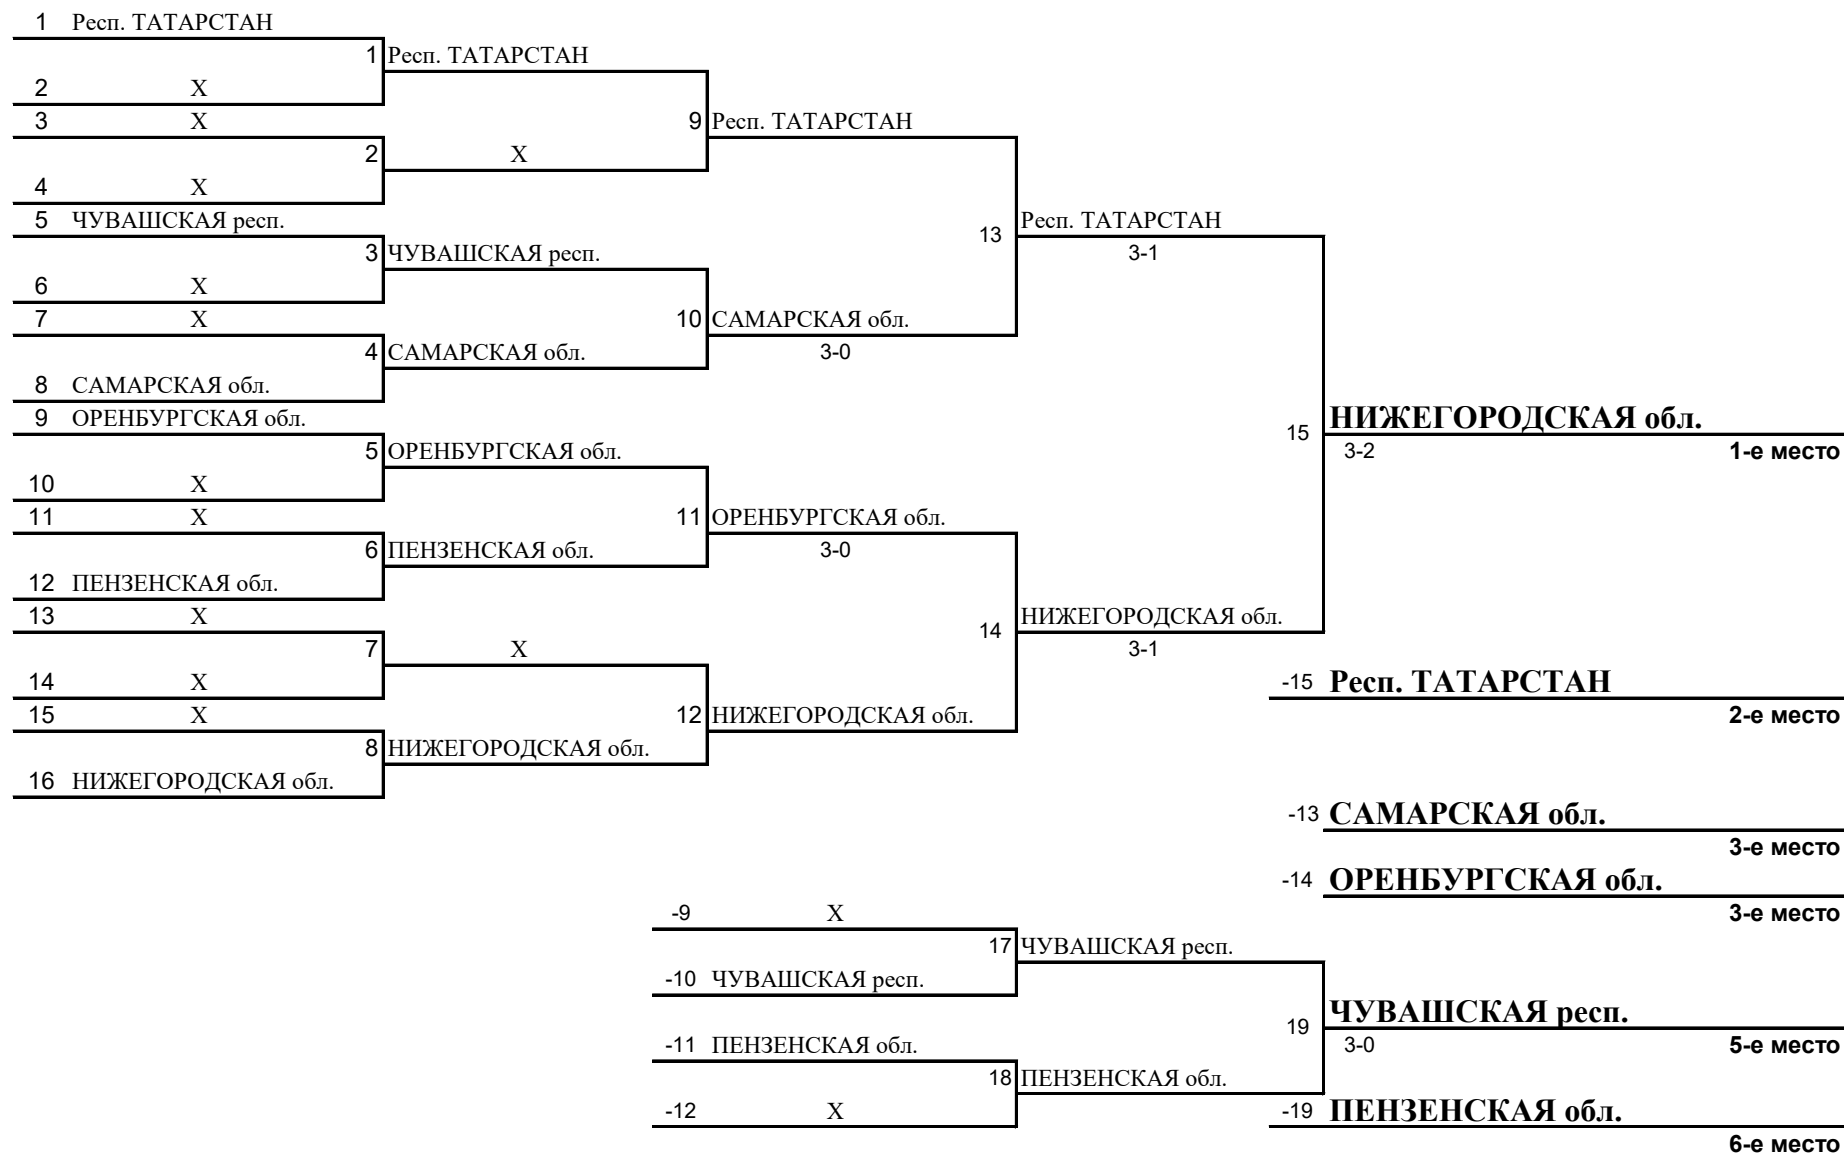 1 Респ. ТАТАРСТАН
1 Респ. ТАТАРСТАН
2 X
3 X
9 Респ. ТАТАРСТАН
2 X
4 X
5 ЧУВАШСКАЯ респ.
13 Респ. ТАТАРСТАН
3 ЧУВАШСКАЯ респ.
3-1
6 X
7 X
10 САМАРСКАЯ обл.
4 САМАРСКАЯ обл.
3-0
8 САМАРСКАЯ обл.
9 ОРЕНБУРГСКАЯ обл.
15 НИЖЕГОРОДСКАЯ обл.
5 ОРЕНБУРГСКАЯ обл.
3-2 1-е место
10 X
11 X
11 ОРЕНБУРГСКАЯ обл.
6 ПЕНЗЕНСКАЯ обл.
3-0
12 ПЕНЗЕНСКАЯ обл.
13 X
14 НИЖЕГОРОДСКАЯ обл.
7 X
3-1
14 X
-15 Респ. ТАТАРСТАН
15 X
12 НИЖЕГОРОДСКАЯ обл.
2-е место
8 НИЖЕГОРОДСКАЯ обл.
16 НИЖЕГОРОДСКАЯ обл.
-13 САМАРСКАЯ обл.
3-е место
-14 ОРЕНБУРГСКАЯ обл.
3-е место
-9 X
17 ЧУВАШСКАЯ респ.
-10 ЧУВАШСКАЯ респ.
19 ЧУВАШСКАЯ респ.
3-0 5-е место
-11 ПЕНЗЕНСКАЯ обл.
18 ПЕНЗЕНСКАЯ обл.
-12 X
-19 ПЕНЗЕНСКАЯ обл.
6-е место